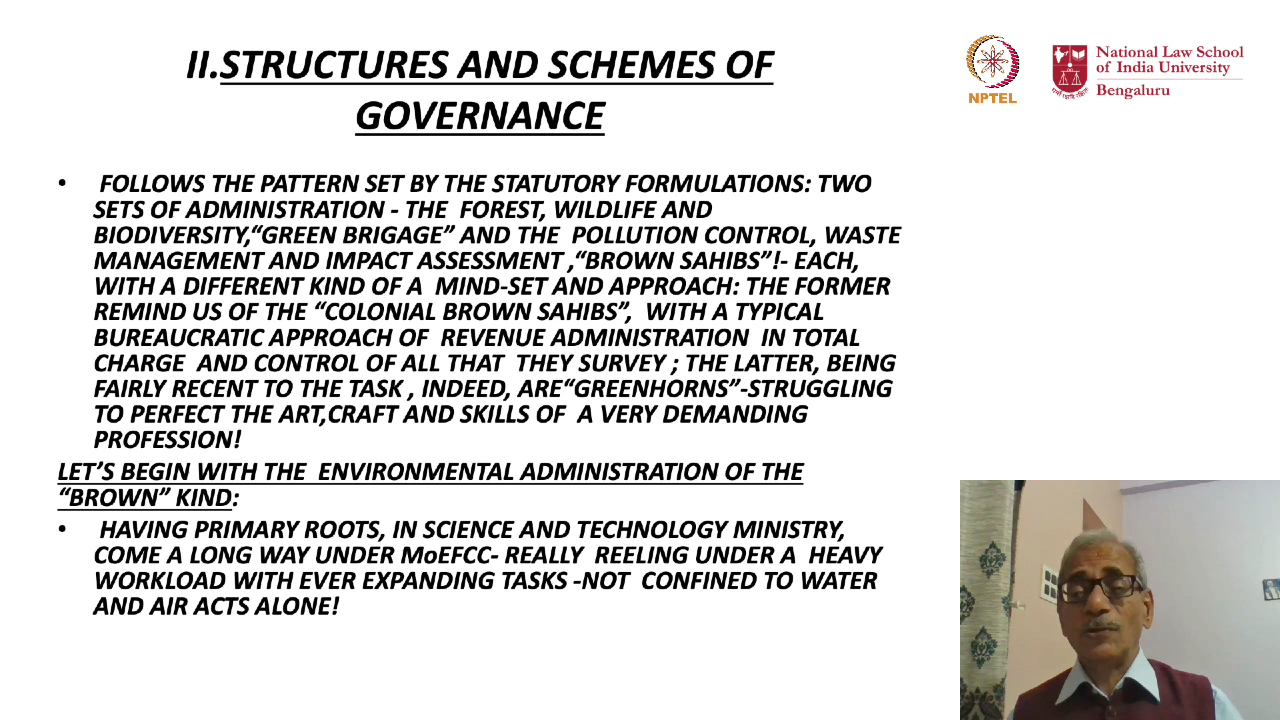 II.STRUCTURES AND SCHEMES OF
GOVERNANCE
NPTEL
National Law School
of India University
Bengaluru
• FOLLOWS THE PATTERN SET BY THE STATUTORY FORMULATIONS: TWO
SETS OF ADMINISTRATION - THE FOREST, WILDLIFE AND
BIODIVERSITY,“GREEN BRIGAGE” AND THE POLLUTION CONTROL, WASTE
MANAGEMENT AND IMPACT ASSESSMENT ,“BROWN SAHIBS”!- EACH,
WITH A DIFFERENT KIND OF A MIND-SET AND APPROACH: THE FORMER
REMIND US OF THE “COLONIAL BROWN SAHIBS”, WITH A TYPICAL
BUREAUCRATIC APPROACH OF REVENUE ADMINISTRATION IN TOTAL
CHARGE AND CONTROL OF ALL THAT THEY SURVEY ; THE LATTER, BEING
FAIRLY RECENT TO THE TASK , INDEED, ARE“GREENHORNS”-STRUGGLING
TO PERFECT THE ART,CRAFT AND SKILLS OF A VERY DEMANDING
PROFESSION!
LET’S BEGIN WITH THE ENVIRONMENTAL ADMINISTRATION OF THE
“BROWN” KIND:
• HAVING PRIMARY ROOTS, IN SCIENCE AND TECHNOLOGY MINISTRY,
COME A LONG WAY UNDER MoEFCC- REALLY REELING UNDER A HEAVY
WORKLOAD WITH EVER EXPANDING TASKS -NOT CONFINED TO WATER
AND AIR ACTS ALONE!